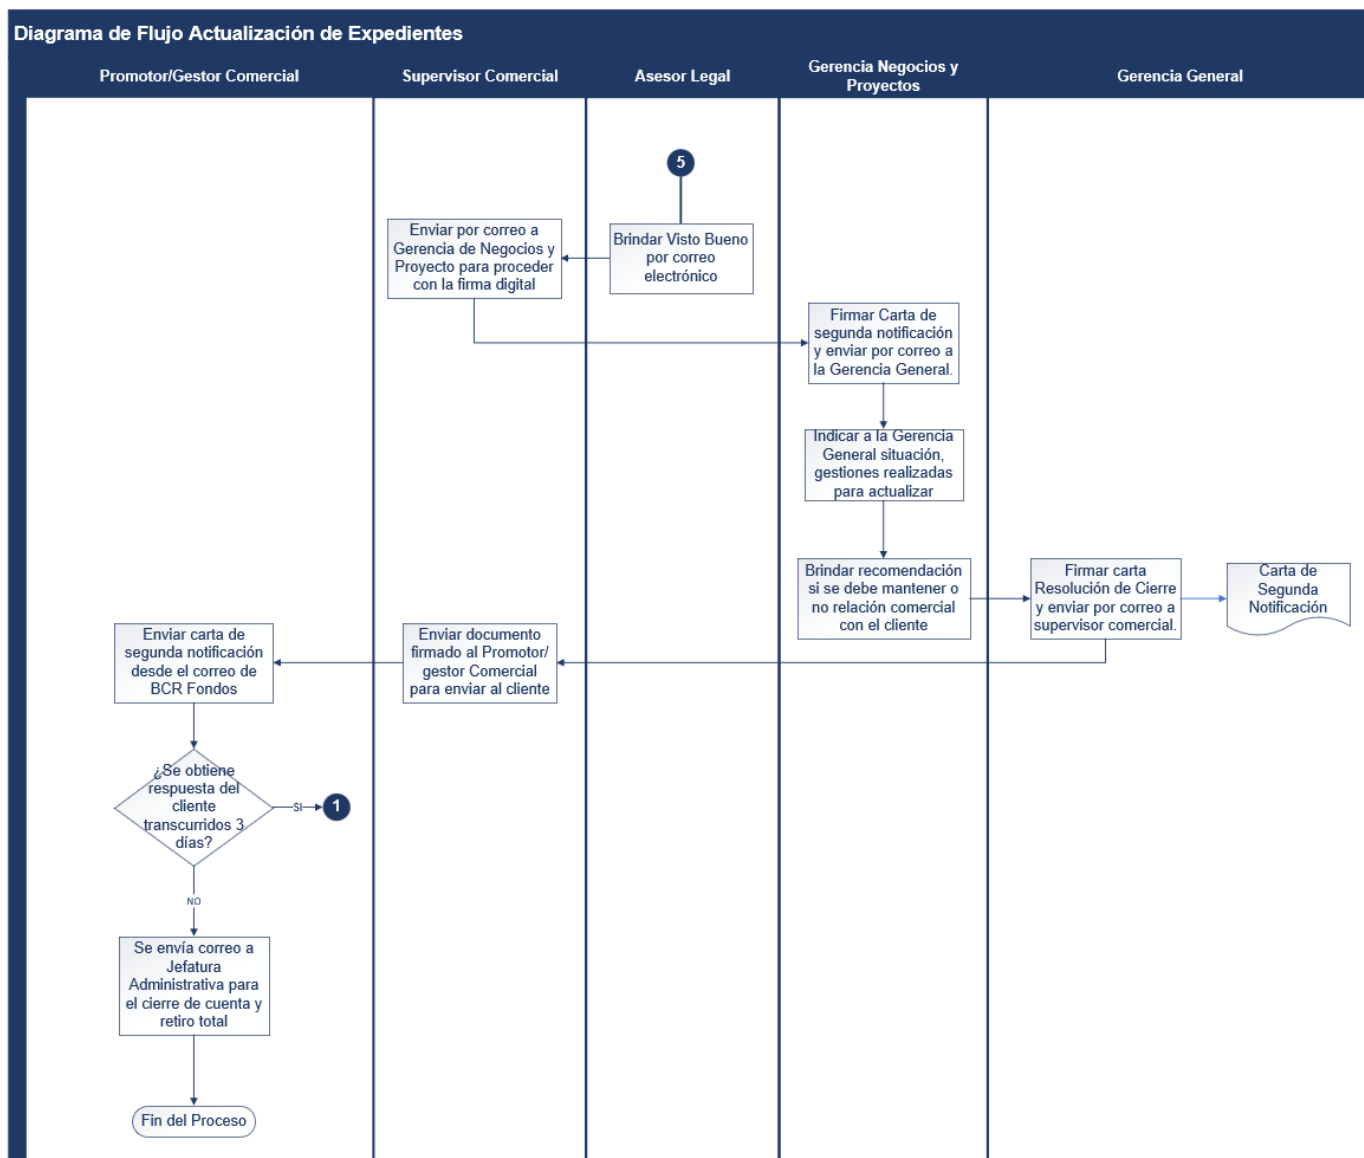 Diagrama de Flujo Actualización de Expedientes
Promotor/Gestor Comercial
Supervisor Comercial
Asesor Legal
Gerencia Negocios y
Proyectos
Gerencia General
5
Brindar Visto Bueno
por correo
electrónico
Enviar por correo a
Gerencia de Negocios y
Proyecto para proceder
con la firma digital
Firmar Carta de
segunda notificación
y enviar por correo a
la Gerencia General.
Indicar a la Gerencia
General situación,
gestiones realizadas
para actualizar
Brindar recomendación
si se debe mantener o
no relación comercial
con el cliente
Firmar carta
Resolución de Cierre
y enviar por correo a
supervisor comercial.
Carta de
Segunda
Notificación
Enviar documento
firmado al Promotor/
gestor Comercial
para enviar al cliente
Enviar carta de
segunda notificación
desde el correo de
BCR Fondos
¿Se obtiene
respuesta del
cliente
transcurridos 3
días?
SI
1
NO
Se envía correo a
Jefatura
Administrativa para
el cierre de cuenta y
retiro total
Fin del Proceso